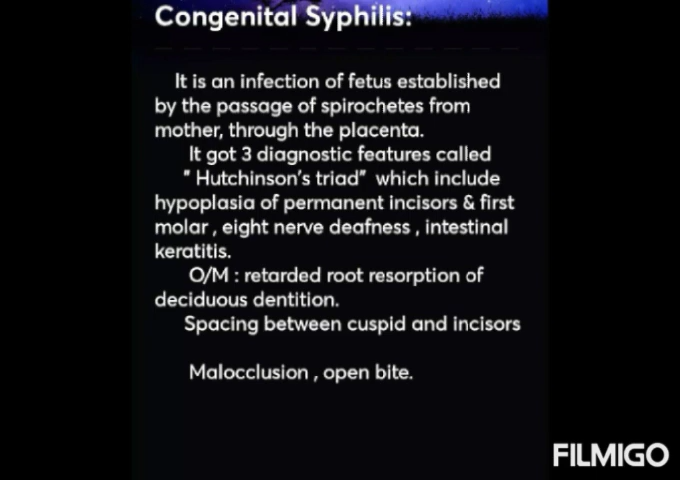 Congenital Syphilis:
It is an infection of fetus established
by the passage of spirochetes from
mother, through the placenta.
It got 3 diagnostic features called
" Hutchinson's triad" which include
hypoplasia of permanent incisors & first
molar , eight nerve deafness , intestinal
keratitis.
O/M : retarded root resorption of
deciduous dentition.
Spacing between cuspid and incisors
Malocclusion , open bite.
FILMIGO